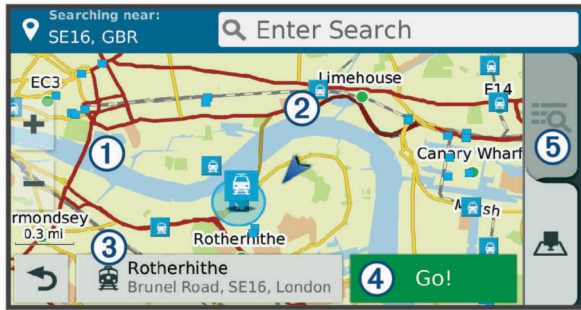 Searching near:
SE16, GBR
Enter Search
EC3
Limehouse
E14
2
1
5
Canary Wharf
rmondsey
0.3 mi
3
Rotherhithe
Rotherhithe
Brunel Road, SE16, London
4
Go!